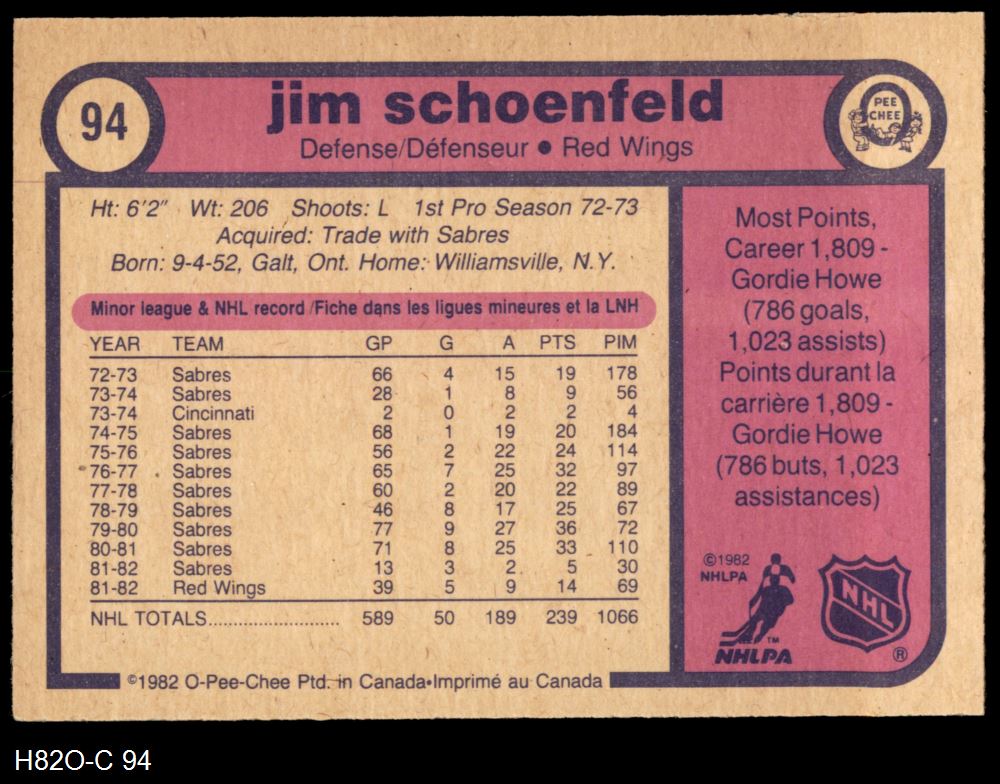 94
jim schoenfeld
Defense/Défenseur • Red Wings
O PEE CHEE
Ht: 6'2" Wt: 206 Shoots: L 1st Pro Season 72-73
Acquired: Trade with Sabres
Born: 9-4-52, Galt, Ont. Home: Williamsville, N.Y.
Minor league & NHL record /Fiche dans les ligues mineures et la LNH
YEAR TEAM GP G A PTS PIM
72-73 Sabres 66 4 15 19 178
73-74 Sabres 28 1 8 9 56
73-74 Cincinnati 2 0 2 2 4
74-75 Sabres 68 1 19 20 184
75-76 Sabres 56 2 22 24 114
76-77 Sabres 65 7 25 32 97
77-78 Sabres 60 2 20 22 89
78-79 Sabres 46 8 17 25 67
79-80 Sabres 77 9 27 36 72
80-81 Sabres 71 8 25 33 110
81-82 Sabres 13 3 2 5 30
81-82 Red Wings 39 5 9 14 69
NHL TOTALS...................... 589 50 189 239 1066
©1982 O-Pee-Chee Ptd. in Canada•Imprimé au Canada
Most Points,
Career 1,809 -
Gordie Howe
(786 goals,
1,023 assists)
Points durant la
carrière 1,809 -
Gordie Howe
(786 buts, 1,023
assistances)
©1982
NHLPA
TM
NHLPA
NHL
®
H82O-C 94